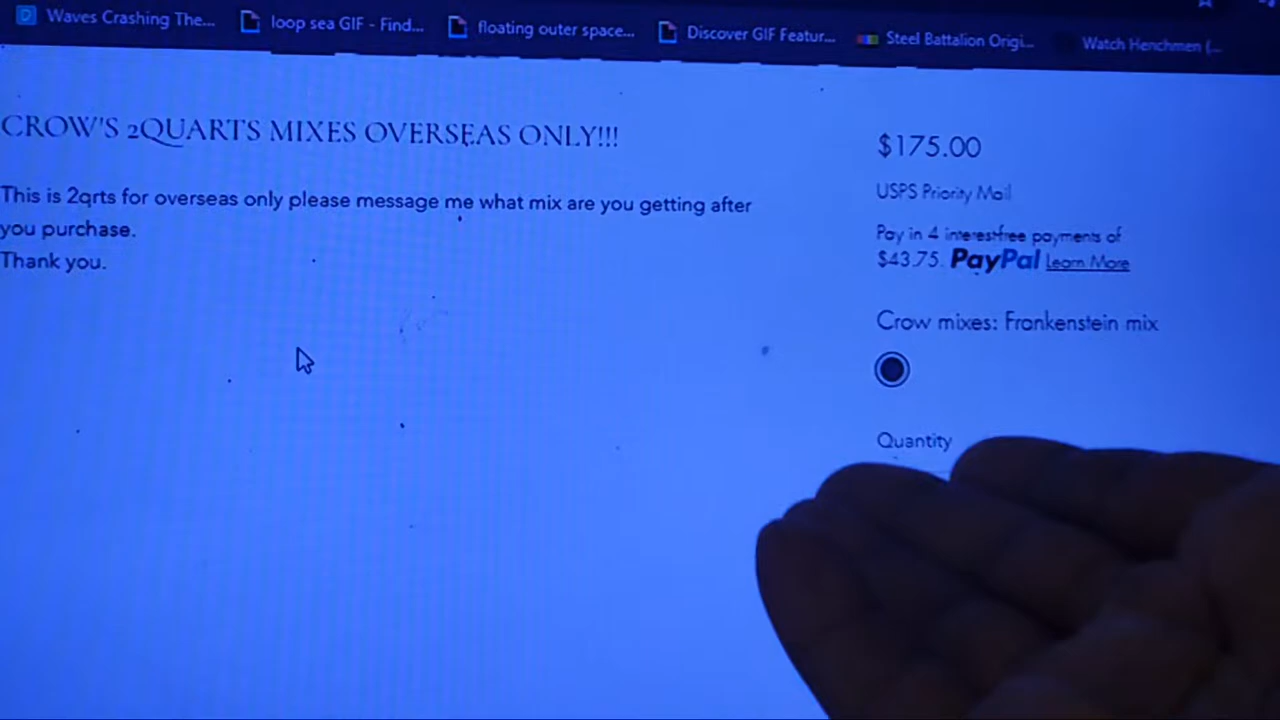 Waves Crashing The...
loop sea GIF - Find...
floating outer space...
Discover GIF Featur...
Steel Battalion Origi...
Watch Henchmen (...
CROW'S 2QUARTS MIXES OVERSEAS ONLY!!!
This is 2qrts for overseas only please message me what mix are you getting after
you purchase.
Thank you.
$175.00
USPS Priority Mail
Pay in 4 interest-free payments of
$43.75. PayPal Learn More
Crow mixes: Frankenstein mix
Quantity